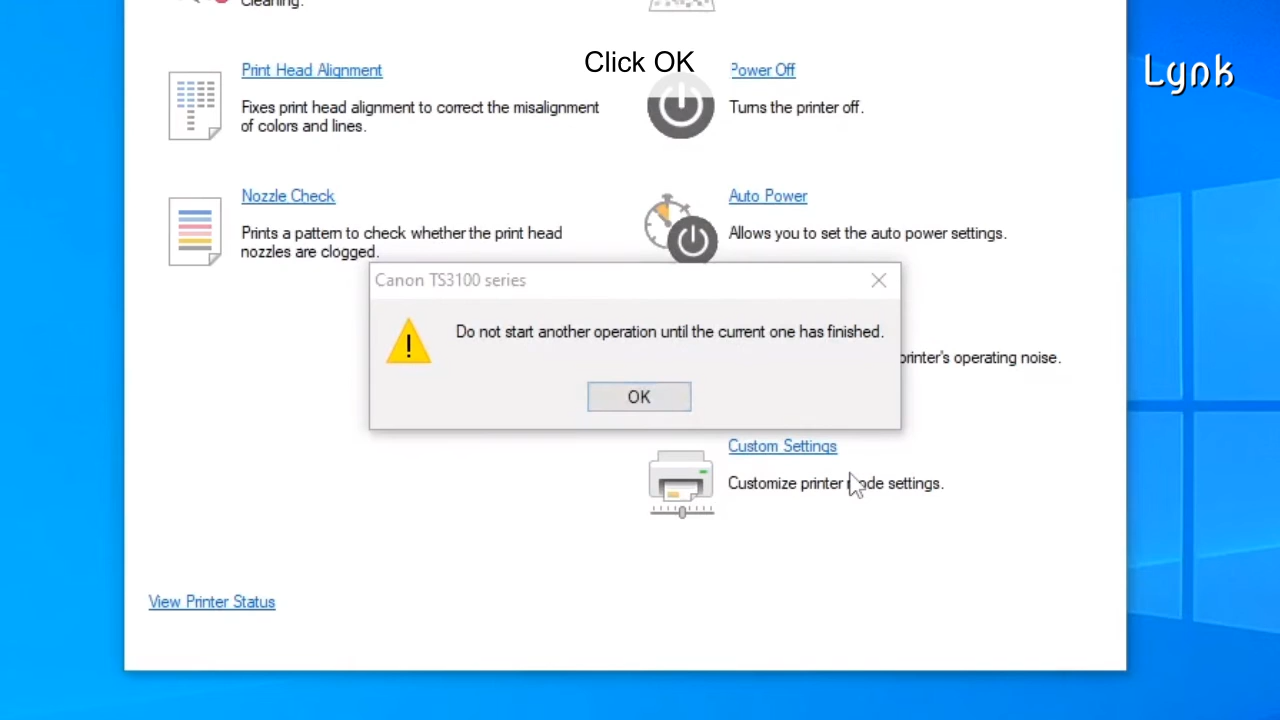 Cleaning.
Click OK
Lynk
Print Head Alignment
Fixes print head alignment to correct the misalignment
of colors and lines.
Power Off
Turns the printer off.
Nozzle Check
Prints a pattern to check whether the print head
nozzles are clogged.
Auto Power
Allows you to set the auto power settings.
Canon TS3100 series
Do not start another operation until the current one has finished.
OK
printer's operating noise.
Custom Settings
Customize printer mode settings.
View Printer Status